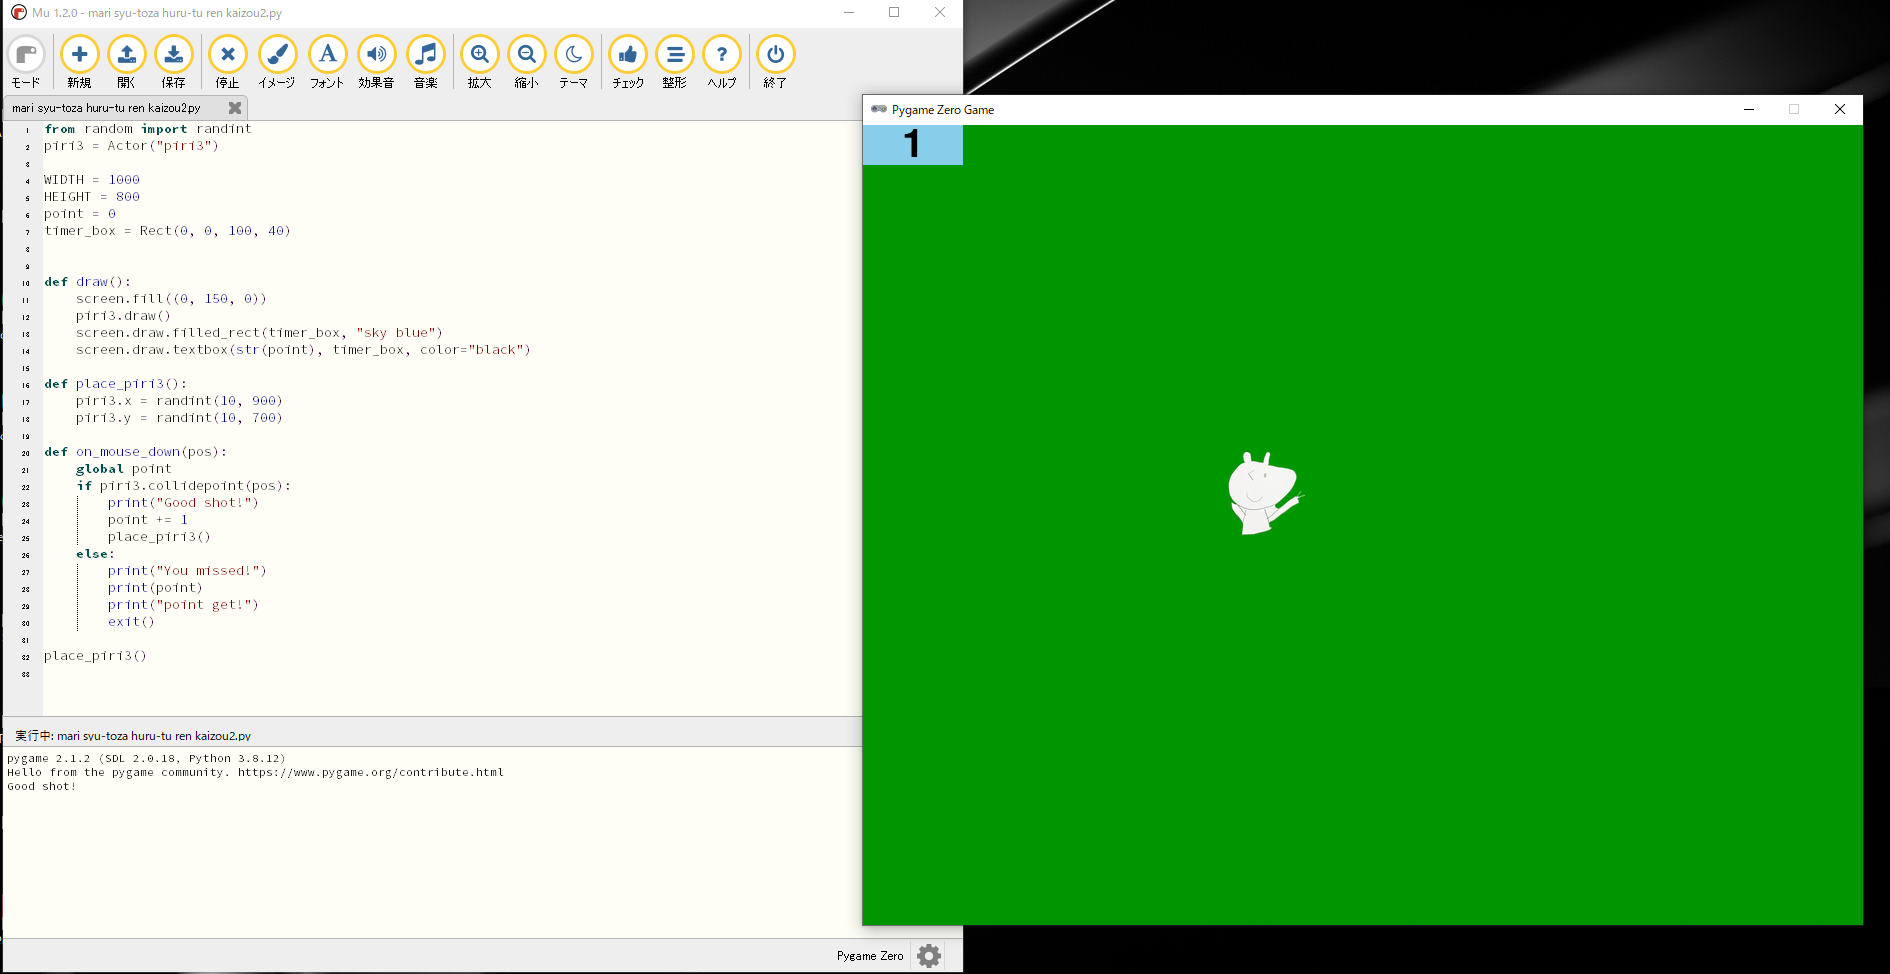 Mu 1.2.0 - mari syu-toza huru-tu ren kaizou2.py
モード 新規 開く 保存 停止 イメージ フォント 効果音 音楽 拡大 縮小 テーマ チェック 整形 ヘルプ 終了
mari syu-toza huru-tu ren kaizou2.py
1 from random import randint
2 piri3 = Actor("piri3")
3
4 WIDTH = 1000
5 HEIGHT = 800
6 point = 0
7 timer_box = Rect(0, 0, 100, 40)
8
9
10 def draw():
11     screen.fill((0, 150, 0))
12     piri3.draw()
13     screen.draw.filled_rect(timer_box, "sky blue")
14     screen.draw.textbox(str(point), timer_box, color="black")
15
16 def place_piri3():
17     piri3.x = randint(10, 900)
18     piri3.y = randint(10, 700)
19
20 def on_mouse_down(pos):
21     global point
22     if piri3.collidepoint(pos):
23         print("Good shot!")
24         point += 1
25         place_piri3()
26     else:
27         print("You missed!")
28         print(point)
29         print("point get!")
30         exit()
31
32 place_piri3()
33
実行中: mari syu-toza huru-tu ren kaizou2.py
pygame 2.1.2 (SDL 2.0.18, Python 3.8.12)
Hello from the pygame community. https://www.pygame.org/contribute.html
Good shot!
Pygame Zero
Pygame Zero Game
1